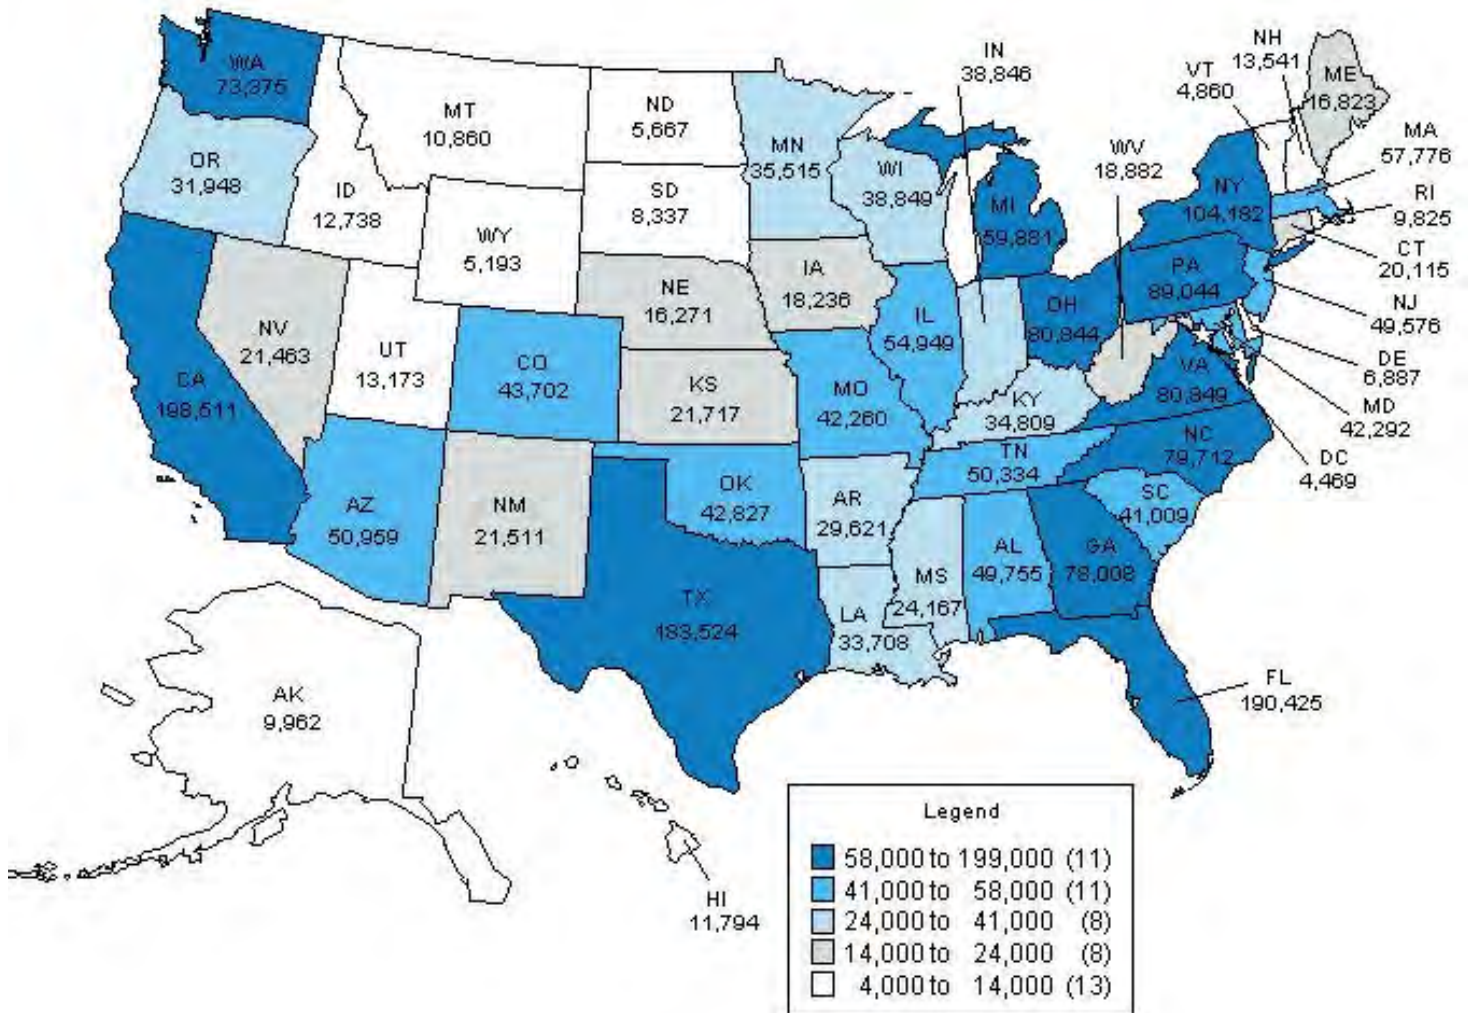 WA
73,375
OR
31,948
CA
198,511
NV
21,463
ID
12,738
MT
10,860
WY
5,193
UT
13,173
AZ
50,959
CO
43,702
NM
21,511
ND
5,667
SD
8,337
NE
16,271
KS
21,717
OK
42,827
TX
183,524
MN
35,515
IA
18,236
MO
42,260
AR
29,621
LA
33,708
WI
38,849
IL
54,949
MS
24,167
IN
38,846
MI
59,881
OH
80,844
KY
34,809
TN
50,334
AL
49,755
GA
78,008
FL
190,425
SC
41,009
NC
79,712
VA
80,849
WV
18,882
PA
89,044
NY
104,182
VT
4,860
NH
13,541
ME
16,823
MA
57,776
RI
9,825
CT
20,115
NJ
49,576
DE
6,887
MD
42,292
DC
4,469
AK
9,962
HI
11,794
Legend
58,000 to 199,000 (11)
41,000 to 58,000 (11)
24,000 to 41,000 (8)
14,000 to 24,000 (8)
4,000 to 14,000 (13)